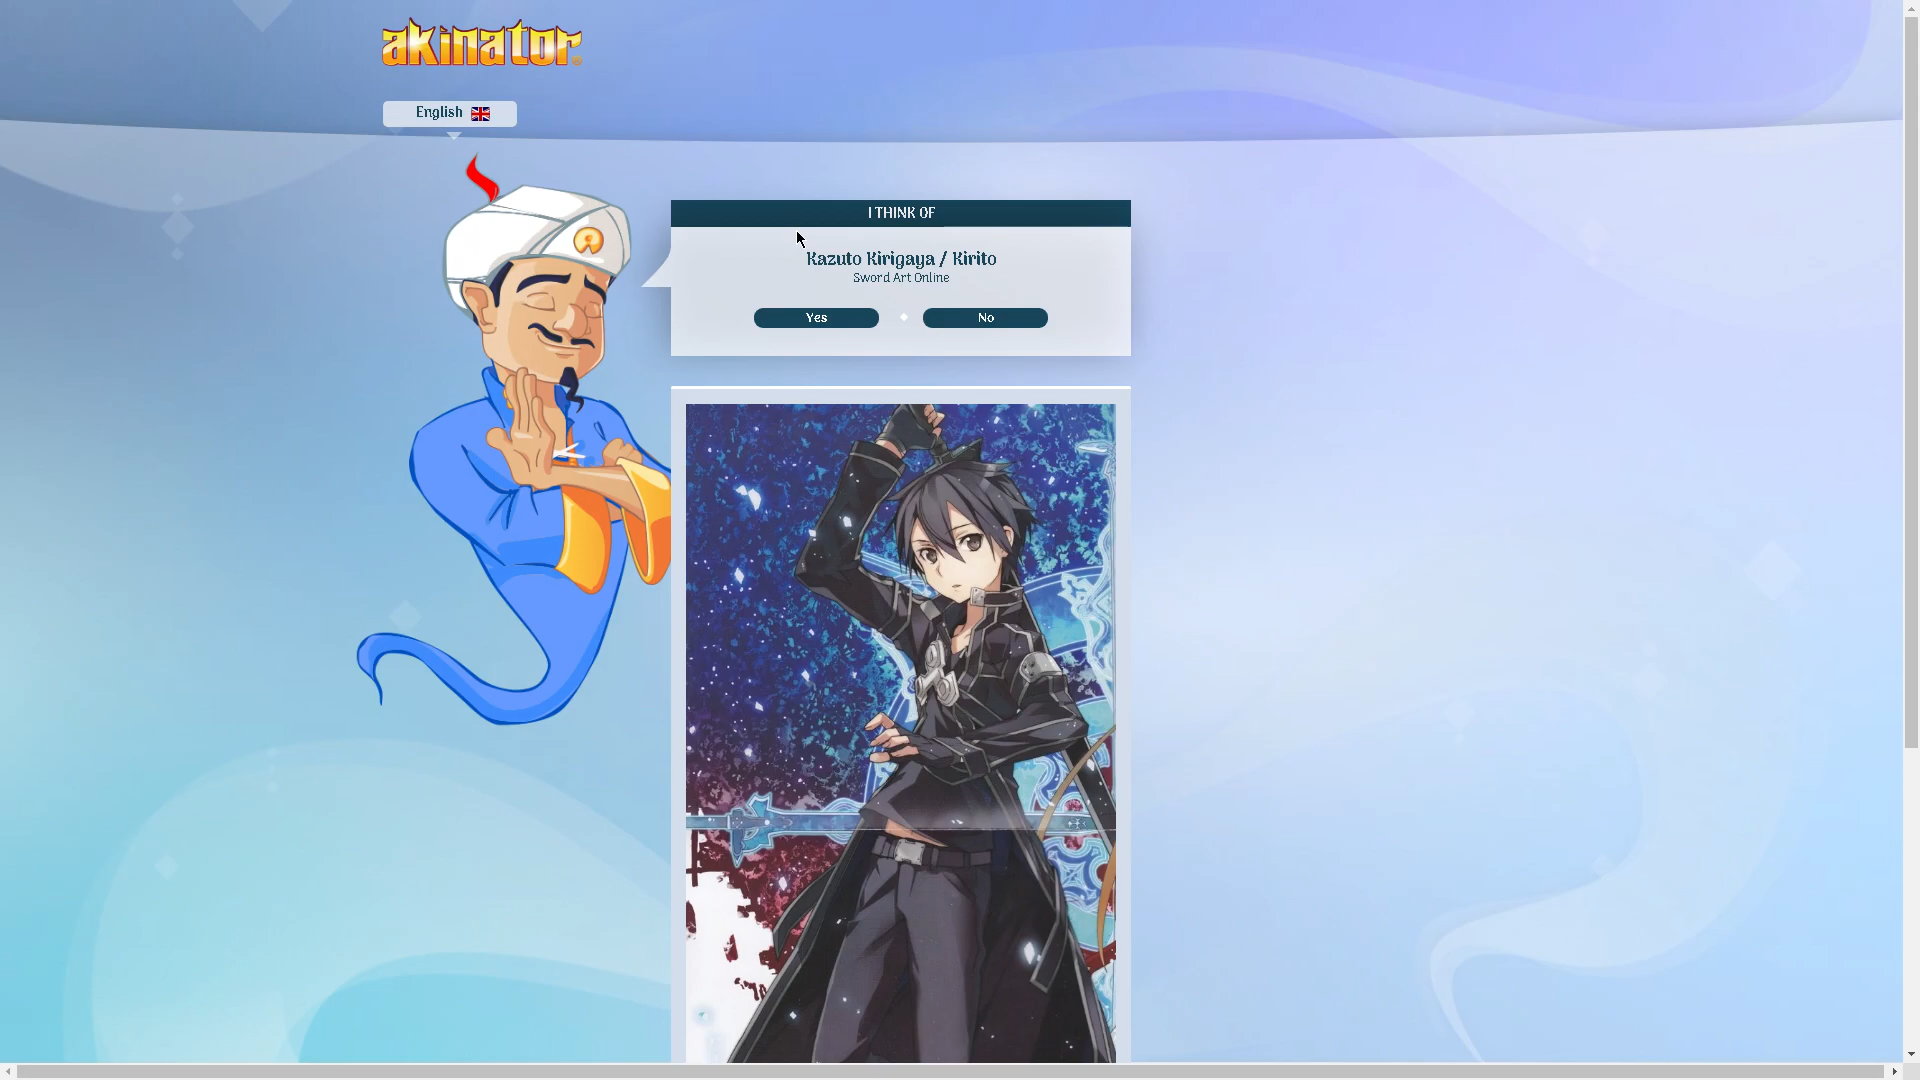 akinator
English
I THINK OF
Kazuto Kirigaya / Kirito
Sword Art Online
Yes
No